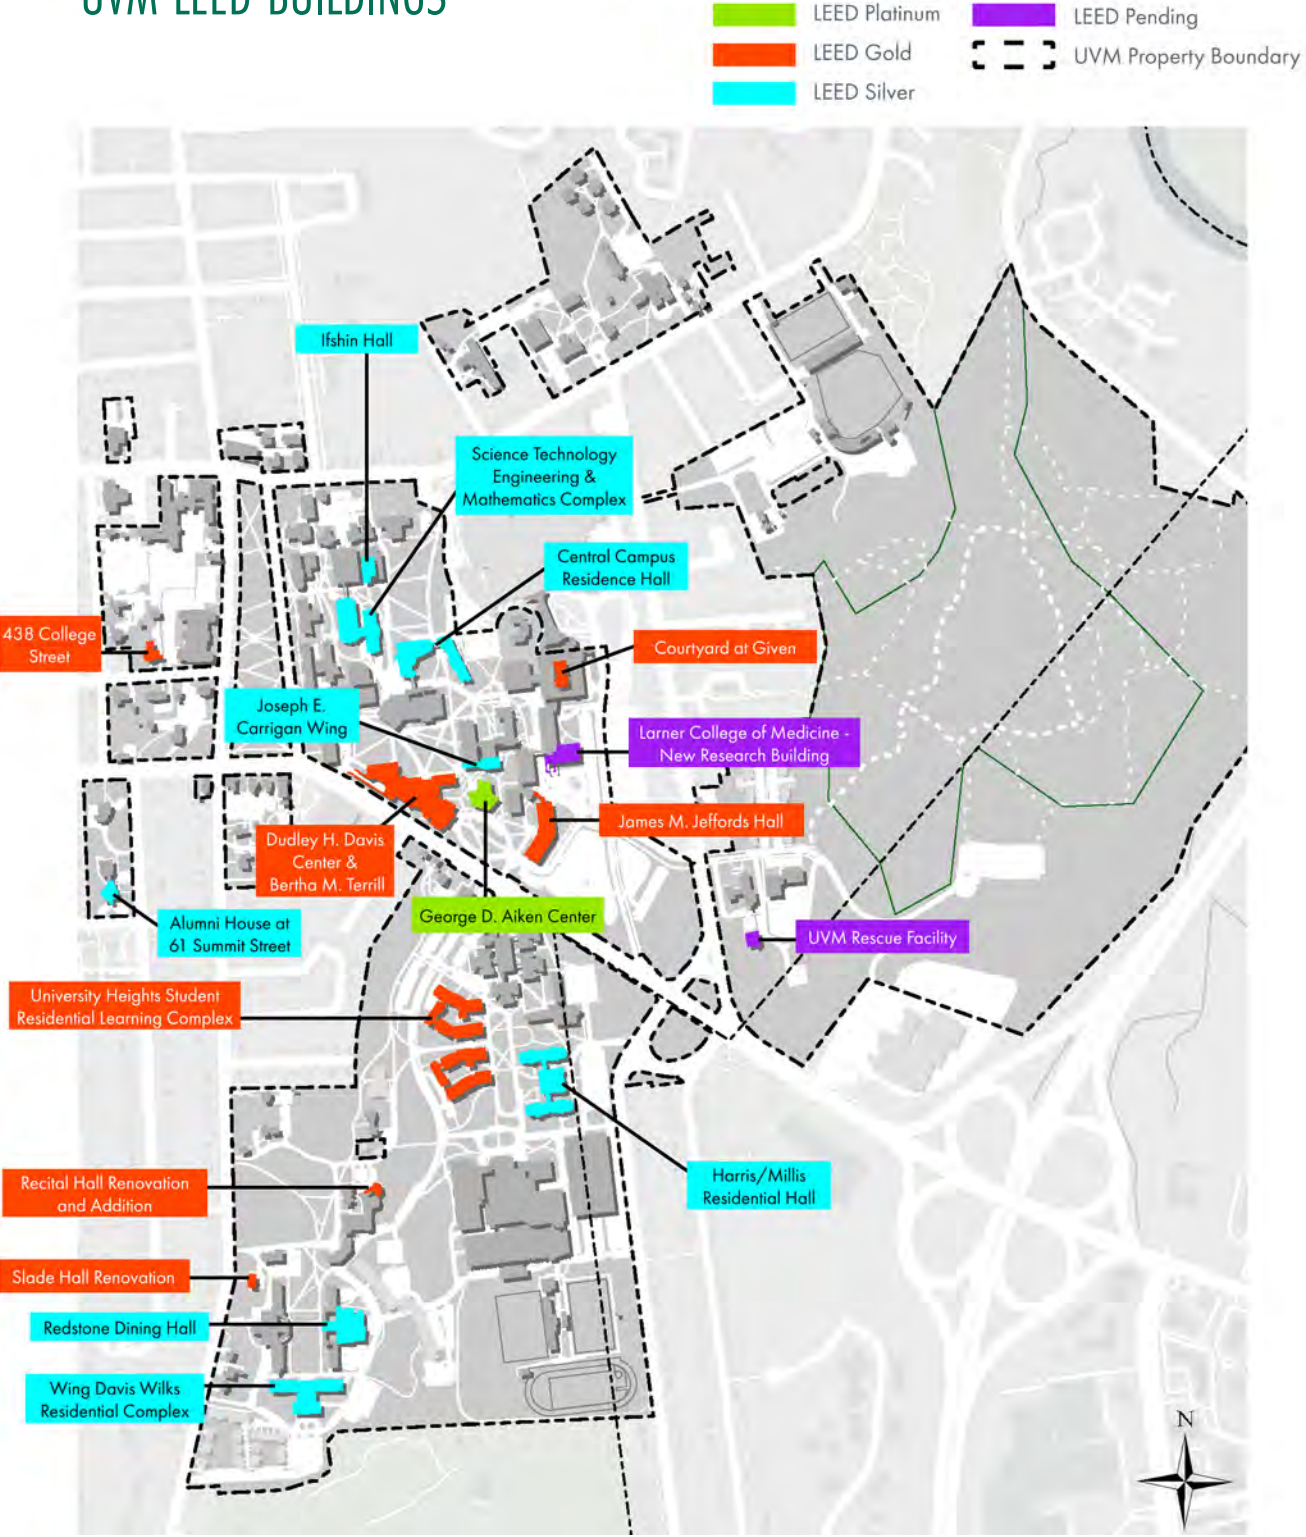 UVM LEED BUILDINGS
LEED Platinum
LEED Gold
LEED Silver
LEED Pending
UVM Property Boundary
Ifshin Hall
Science Technology
Engineering &
Mathematics Complex
Central Campus
Residence Hall
438 College
Street
Courtyard at Given
Joseph E.
Carrigan Wing
Larner College of Medicine -
New Research Building
James M. Jeffords Hall
Dudley H. Davis
Center &
Bertha M. Terrill
George D. Aiken Center
Alumni House at
61 Summit Street
UVM Rescue Facility
University Heights Student
Residential Learning Complex
Harris/Millis
Residential Hall
Recital Hall Renovation
and Addition
Slade Hall Renovation
Redstone Dining Hall
Wing Davis Wilks
Residential Complex
N